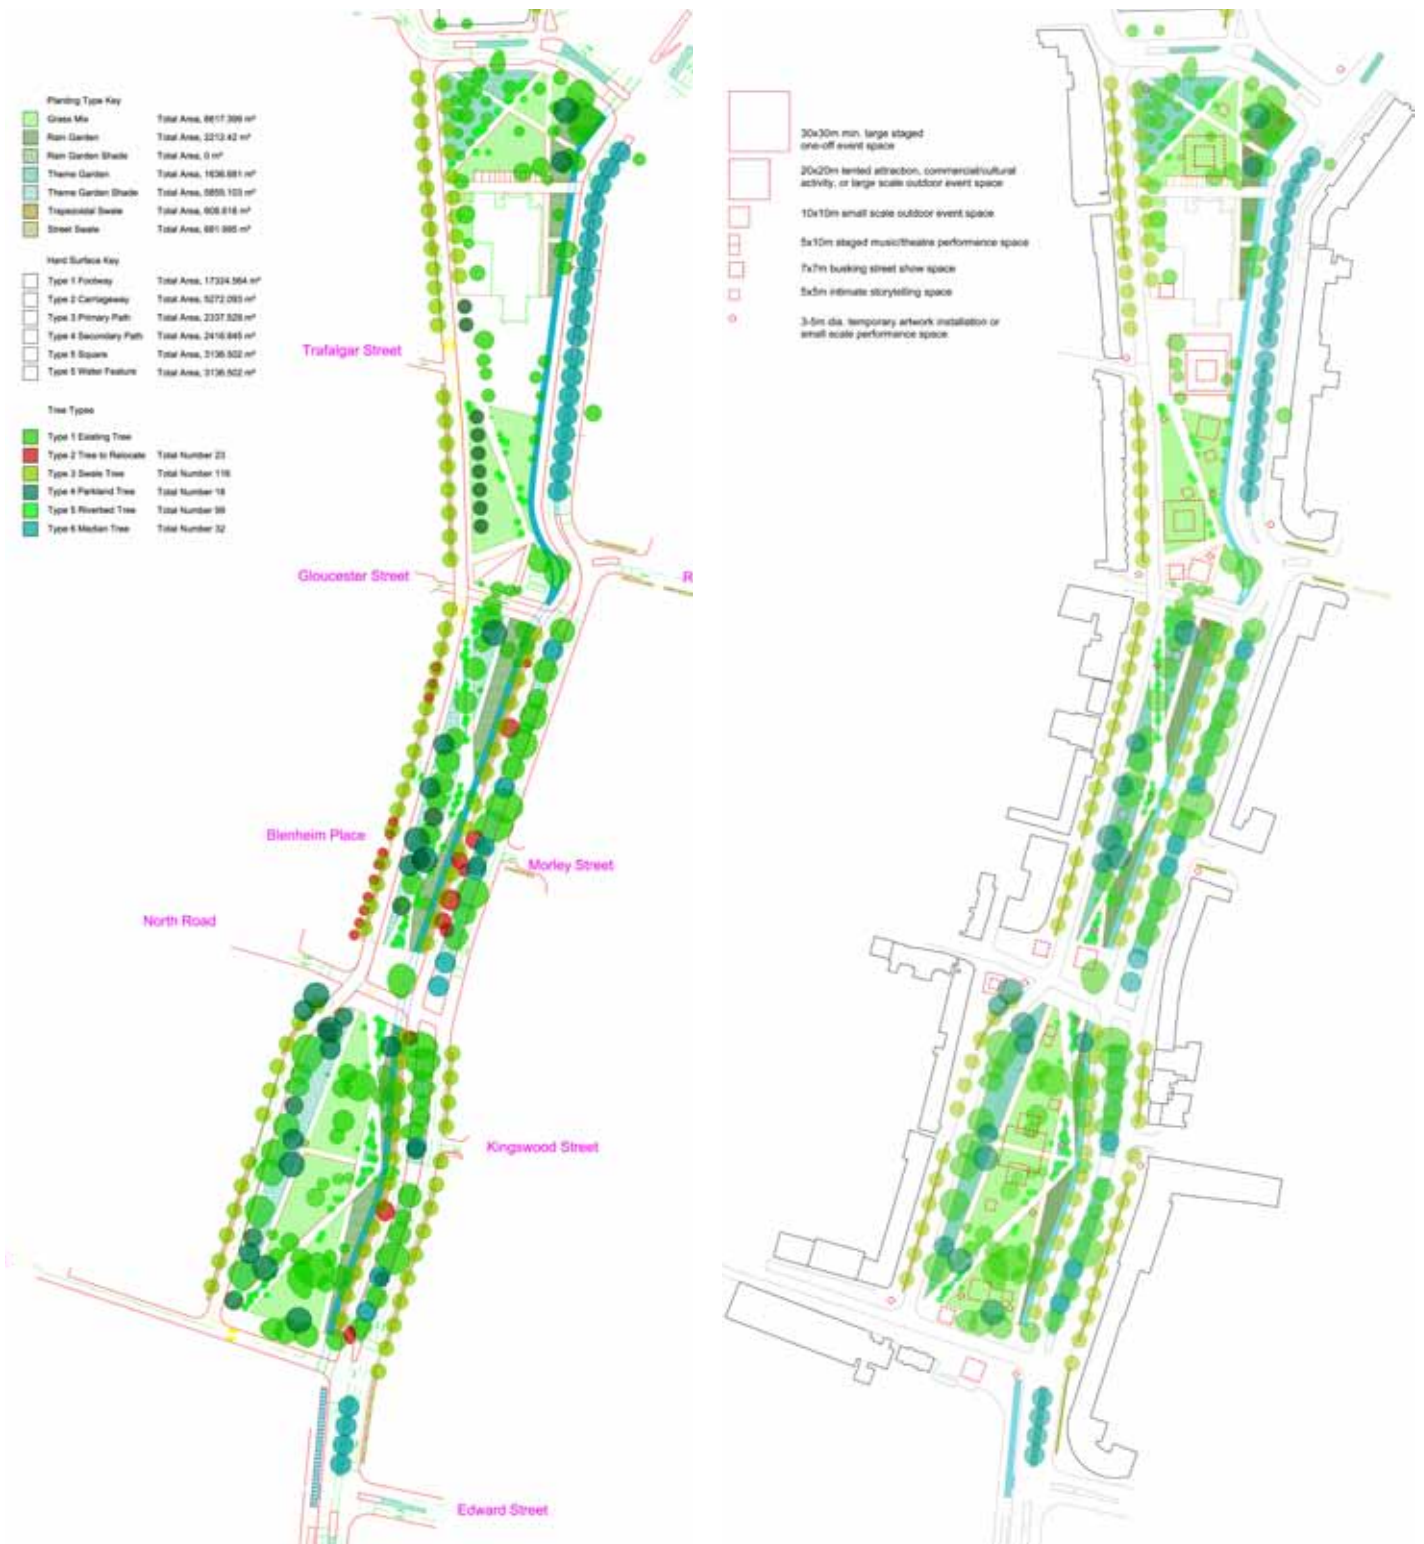 Planting Type Key
Grass Mix Total Area, 8617.399 m²
Rain Garden Total Area, 2213.42 m²
Rain Garden Shade Total Area, 0 m²
Theme Garden Total Area, 1636.681 m²
Theme Garden Shade Total Area, 5855.103 m²
Trapezoidal Swale Total Area, 608.616 m²
Street Swale Total Area, 691.995 m²
Hard Surface Key
Type 1 Footway Total Area, 17324.564 m²
Type 2 Carriageway Total Area, 5272.093 m²
Type 3 Primary Path Total Area, 2337.528 m²
Type 4 Secondary Path Total Area, 2416.845 m²
Type 5 Square Total Area, 3136.502 m²
Type 5 Water Feature Total Area, 3136.502 m²
Tree Types
Type 1 Existing Tree
Type 2 Tree to Relocate Total Number 23
Type 3 Swale Tree Total Number 116
Type 4 Parkland Tree Total Number 18
Type 5 Riverbed Tree Total Number 99
Type 6 Median Tree Total Number 32
Trafalgar Street
Gloucester Street
R
Blenheim Place
Morley Street
North Road
Kingswood Street
Edward Street
30x30m min. large staged
one-off event space
20x20m tented attraction, commercial/cultural
activity, or large scale outdoor event space
10x10m small scale outdoor event space
5x10m staged music/theatre performance space
7x7m busking street show space
5x5m intimate storytelling space
3-5m dia. temporary artwork installation or
small scale performance space